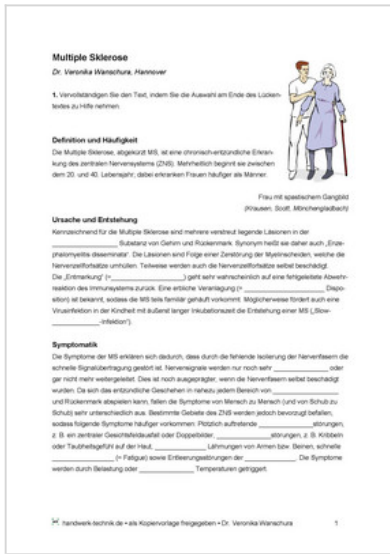 Multiple Sklerose
Dr. Veronika Wanschura, Hannover
1. Vervollständigen Sie den Text, indem Sie die Auswahl am Ende des Lücken-
textes zu Hilfe nehmen.
Definition und Häufigkeit
Die Multiple Sklerose, abgekürzt MS, ist eine chronisch-entzündliche Erkran-
kung des zentralen Nervensystems (ZNS). Mehrheitlich beginnt sie zwischen
dem 20. und 40. Lebensjahr, dabei erkranken Frauen häufiger als Männer.
Frau mit spastischem Gangbild
(Krausen, Scott, Mönchengladbach)
Ursache und Entstehung
Kennzeichnend für die Multiple Sklerose sind mehrere verstreut liegende Läsionen in der
____________________ Substanz von Gehirn und Rückenmark. Synonym heißt sie daher auch „Enze-
phalomyelitis disseminata“. Die Läsionen sind Folge einer Zerstörung der Myelinscheiden, welche die
Nervenzellfortsätze umhüllen. Teilweise werden auch die Nervenzellfortsätze selbst beschädigt.
Die „Entmarkung“ (=____________________) geht sehr wahrscheinlich auf eine fehlgeleitete Abwehr-
reaktion des Immunsystems zurück. Eine erbliche Veranlagung (= ____________________ Dispo-
sition) ist bekannt, sodass die MS teils familiär gehäuft vorkommt. Möglicherweise fördert auch eine
Virusinfektion in der Kindheit mit äußerst langer Inkubationszeit die Entstehung einer MS („Slow-
______________-Infektion“).
Symptomatik
Die Symptome der MS erklären sich dadurch, dass durch die fehlende Isolierung der Nervenfasern die
schnelle Signalübertragung gestört ist. Nervensignale werden nur noch sehr ________________ oder
gar nicht mehr weitergeleitet. Dies ist noch ausgeprägter, wenn die Nervenfasern selbst beschädigt
wurden. Da sich das entzündliche Geschehen in nahezu jedem Bereich von ____________________
und Rückenmark abspielen kann, fallen die Symptome von Mensch zu Mensch (und von Schub zu
Schub) sehr unterschiedlich aus. Bestimmte Gebiete des ZNS werden jedoch bevorzugt befallen,
sodass folgende Symptome häufiger vorkommen: Plötzlich auftretende ________________störungen,
z. B. ein zentraler Gesichtsfeldausfall oder Doppelbilder, ________________störungen, z. B. Kribbeln
oder Taubheitsgefühl auf der Haut, ________________ Lähmungen von Armen bzw. Beinen, schnelle
____________________ (= Fatigue) sowie Entleerungsstörungen der ________________. Die Symptome
werden durch Belastung oder ________________ Temperaturen getriggert.
handwerk-technik.de • als Kopiervorlage freigegeben • Dr. Veronika Wanschura 1